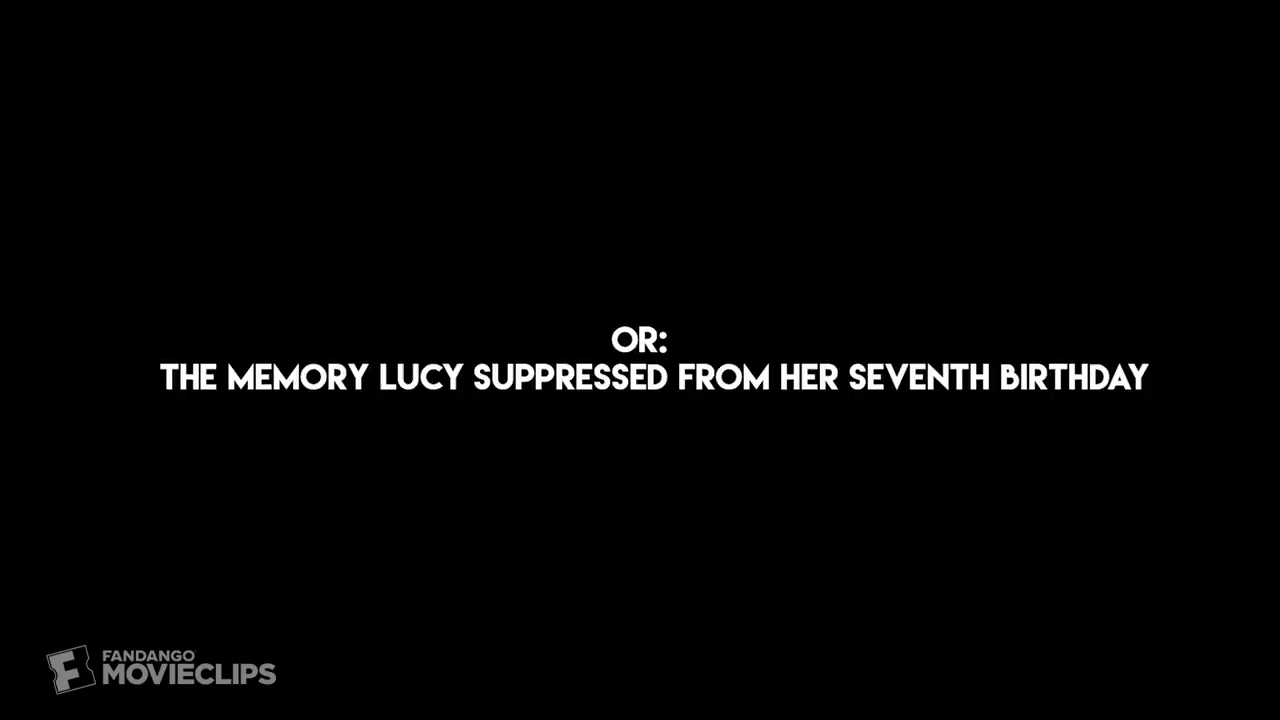 OR:
THE MEMORY LUCY SUPPRESSED FROM HER SEVENTH BIRTHDAY
FANDANGO
MOVIECLIPS